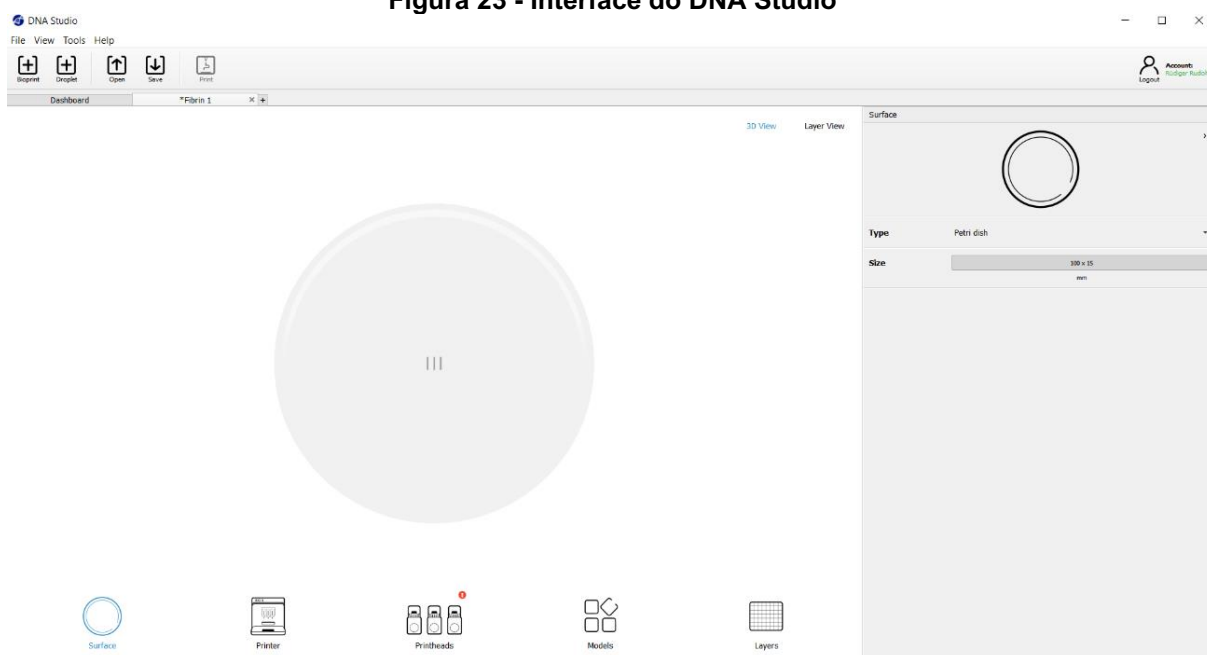 Figura 23 - Interface do DNA Studio
DNA Studio
File View Tools Help
Bioprint Droplet Open Save Print
Logout
Account:
Rüdiger Rudolf
Dashboard *Fibrin 1
3D View Layer View
Surface
Type Petri dish
Size 100 x 15
mm
Surface Printer Printheads Models Layers